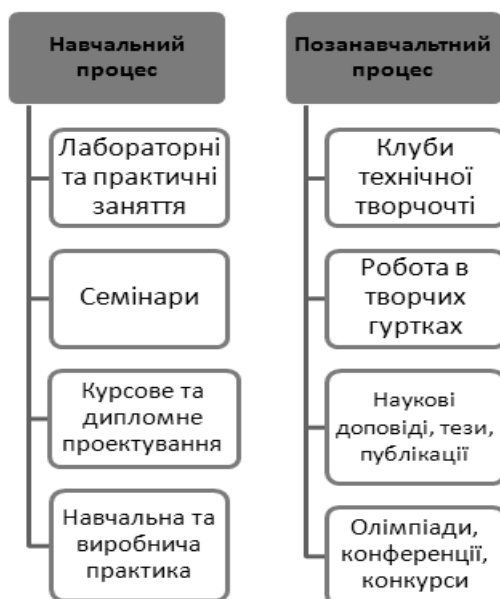 Навчальний
процес
Лабораторні
та практичні
заняття
Семінари
Курсове та
дипломне
проектування
Навчальна та
виробнича
практика
Позанавчальтний
процес
Клуби
технічної
творчочті
Робота в
творчих
гуртках
Наукові
доповіді, тези,
публікації
Олімпіади,
конференції,
конкурси